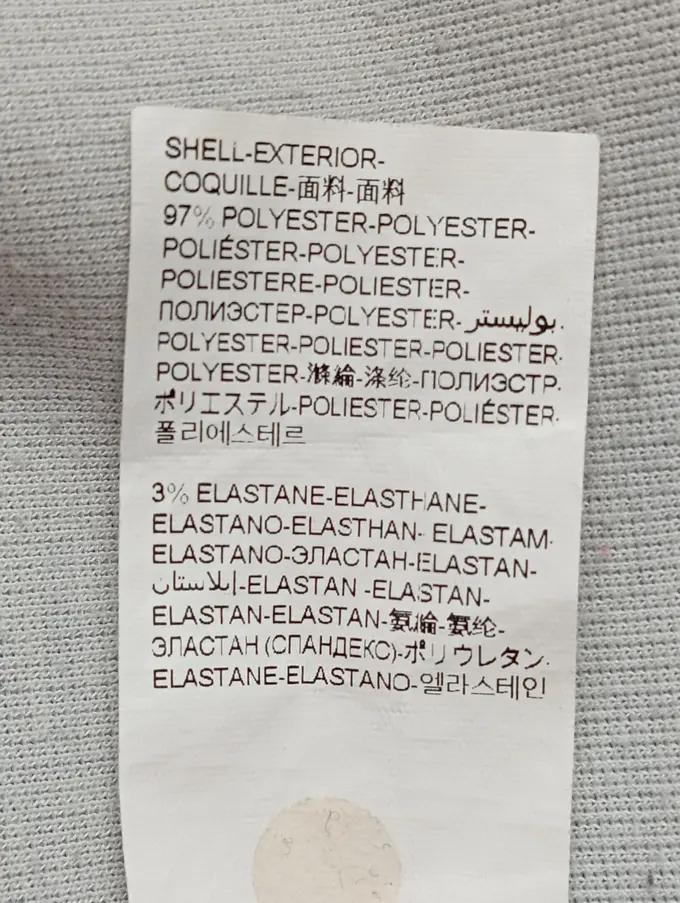 SHELL-EXTERIOR-
COQUILLE-面料-面料
97% POLYESTER-POLYESTER-
POLIÉSTER-POLYESTER-
POLIESTERE-POLIESTER-
ПОЛИЭСТЕР-POLYESTER-بوليستر.
POLYESTER-POLIESTER-POLIESTER.
POLYESTER-滌綸-涤纶-ПОЛИЭСТР.
ポリエステル-POLIESTER-POLIÉSTER.
폴리에스테르
3% ELASTANE-ELASTHANE-
ELASTANO-ELASTHAN- ELASTAM.
ELASTANO-ЭЛАСТАН-ELASTAN-
إيلاستان-ELASTAN -ELASTAN-
ELASTAN-ELASTAN-氨綸-氨纶-
ЭЛАСТАН (СПАНДЕКС)-ポリウレタン.
ELASTANE-ELASTANO-엘라스테인